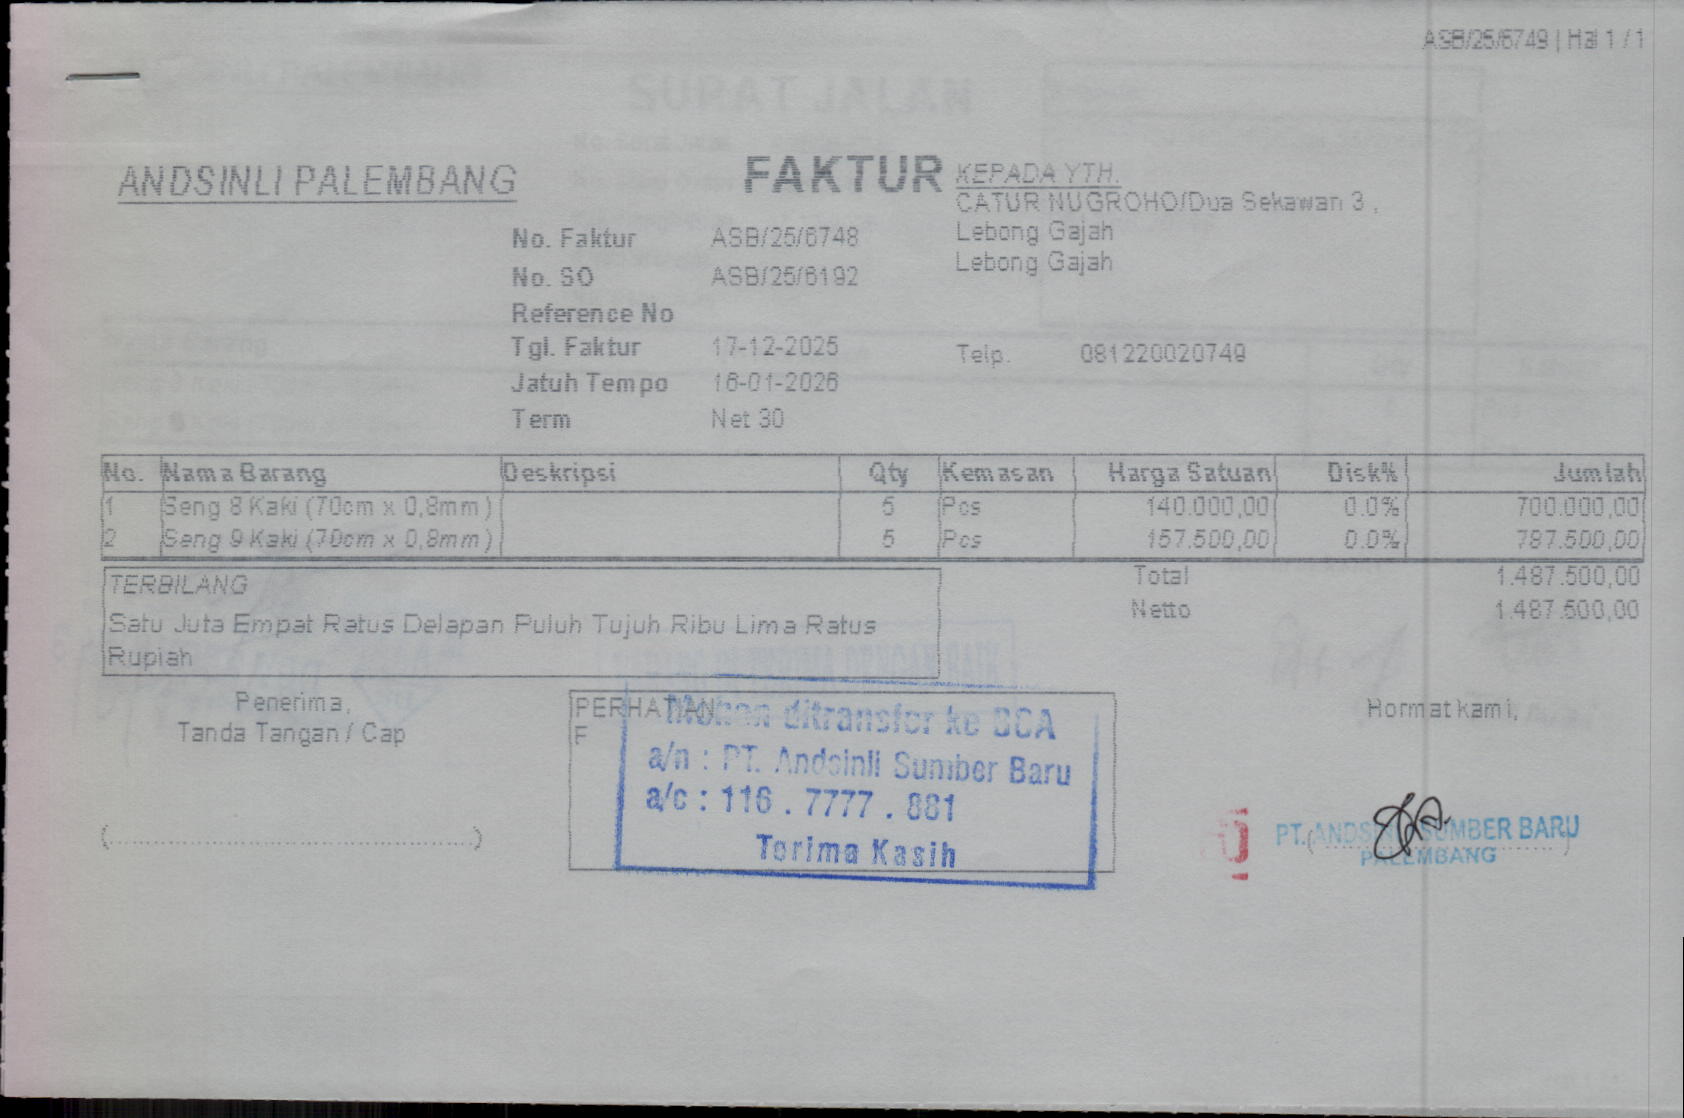 ASB/25/6749 | Hal 1 / 1
SURAT JALAN
ANDSINLI PALEMBANG
FAKTUR
KEPADA YTH.
CATUR NUGROHO/Dua Sekawan 3 ,
Lebong Gajah
Lebong Gajah
No. Faktur ASB/25/6748
No. SO ASB/25/6192
Reference No
Tgl. Faktur 17-12-2025
Telp. 081220020749
Jatuh Tempo 16-01-2026
Term Net 30
No. Nama Barang Deskripsi Qty Kemasan Harga Satuan Disk% Jumlah
1 Seng 8 Kaki (70cm x 0,8mm) 5 Pcs 140.000,00 0.0% 700.000,00
2 Seng 9 Kaki (70cm x 0,8mm) 5 Pcs 157.500,00 0.0% 787.500,00
TERBILANG
Total 1.487.500,00
Netto 1.487.500,00
Satu Juta Empat Ratus Delapan Puluh Tujuh Ribu Lima Ratus
Rupiah
Penerima,
Tanda Tangan / Cap
PERHATIAN
F
ditransfer ke BCA
a/n : PT. Andsinli Sumber Baru
a/c : 116 . 7777 . 881
Terima Kasih
Hormat kami,
PT. ANDSINLI SUMBER BARU
PALEMBANG